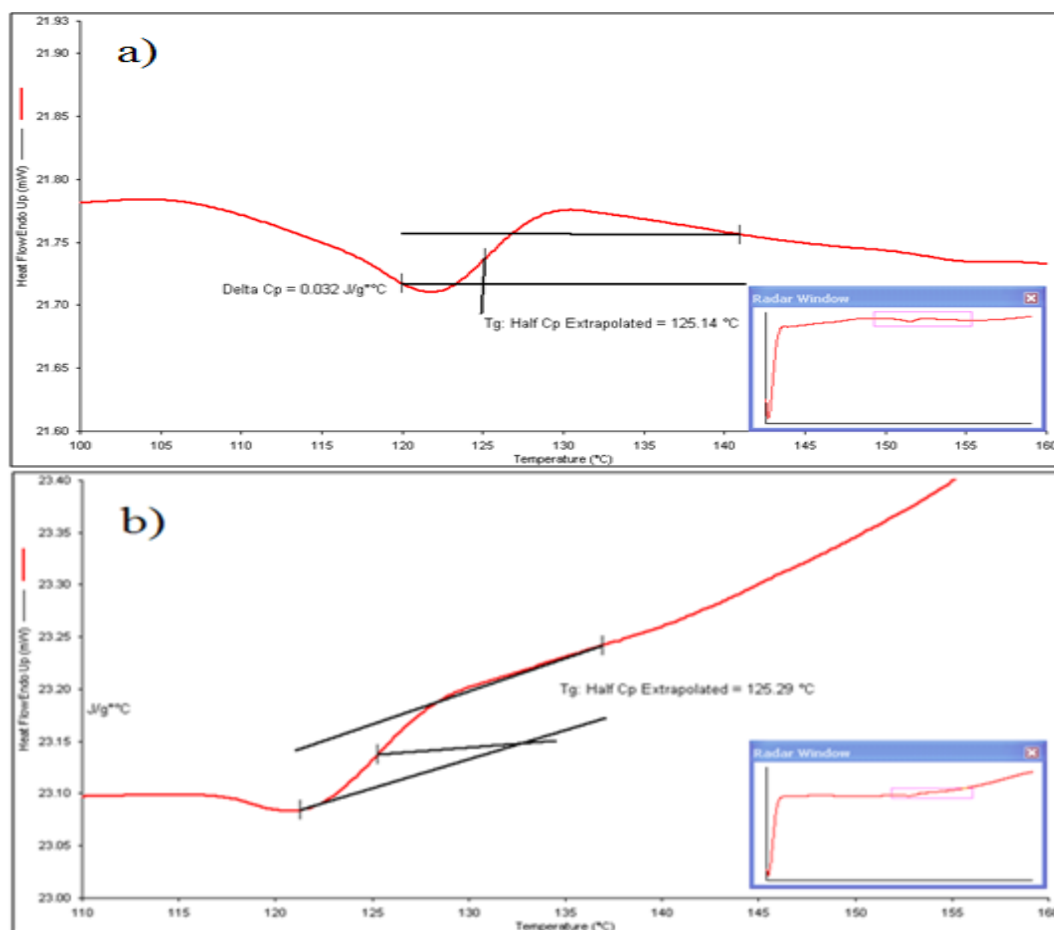 a)
21.93
21.90
21.85
21.80
21.75
21.70
21.65
21.60
Heat Flow Endo Up (mW)
Delta Cp = 0.032 J/g*°C
Tg: Half Cp Extrapolated = 125.14 °C
Radar Window
100 105 110 115 120 125 130 135 140 145 150 155 160
Temperature (°C)
b)
23.40
23.35
23.30
23.25
23.20
23.15
23.10
23.05
23.00
Heat Flow Endo Up (mW)
J/g*°C
Tg: Half Cp Extrapolated = 125.29 °C
Radar Window
110 115 120 125 130 135 140 145 150 155 160
Temperature (°C)